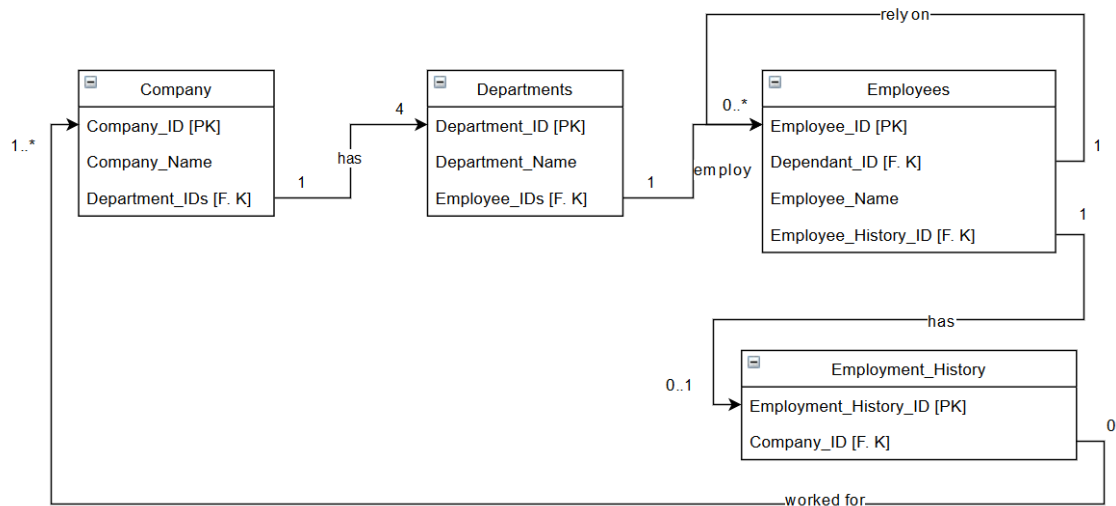 rely on
Company
Departments
Employees
1..*
Company_ID [PK]
Company_Name
Department_IDs [F. K]
1
has
4
Department_ID [PK]
Department_Name
Employee_IDs [F. K]
1
employ
0..*
Employee_ID [PK]
Dependant_ID [F. K]
Employee_Name
Employee_History_ID [F. K]
1
1
has
0..1
Employment_History
Employment_History_ID [PK]
Company_ID [F. K]
0
worked for